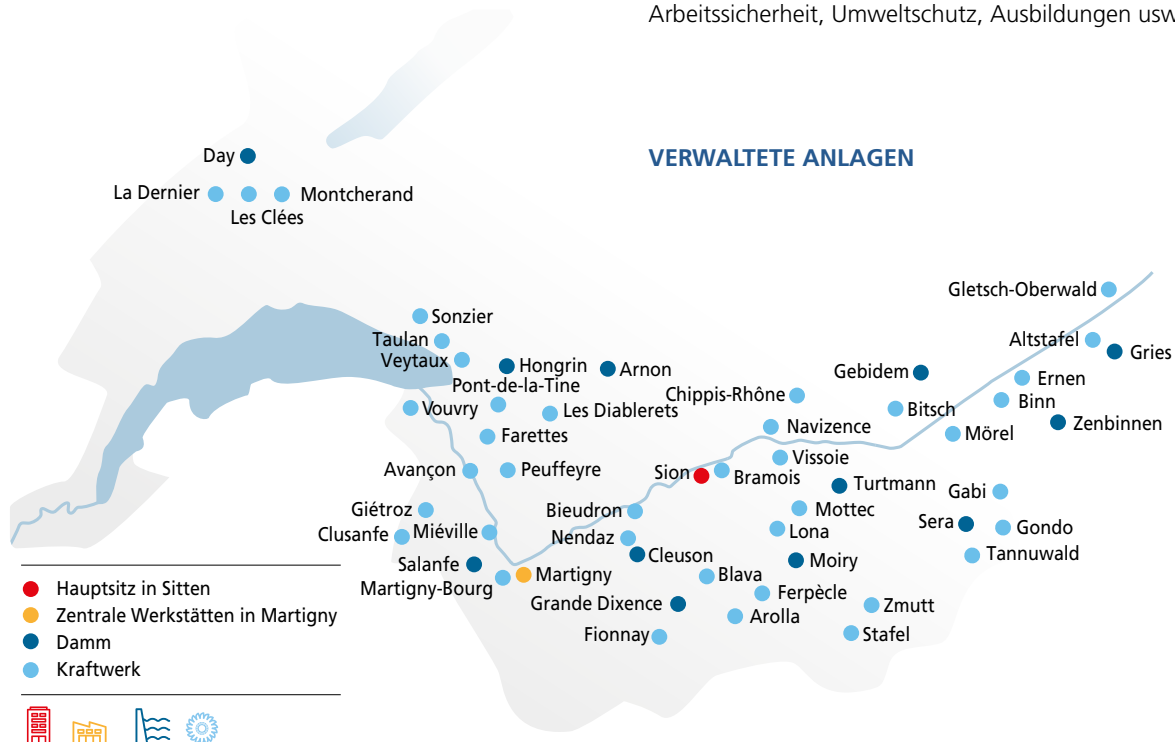 Arbeitssicherheit, Umweltschutz, Ausbildungen usw
VERWALTETE ANLAGEN
Day
La Dernier
Montcherand
Les Clées
Gletsch-Oberwald
Sonzier
Taulan
Altstafel
Gries
Veytaux
Hongrin
Arnon
Gebidem
Ernen
Pont-de-la-Tine
Chippis-Rhône
Binn
Vouvry
Les Diablerets
Bitsch
Zenbinnen
Farettes
Navizence
Mörel
Avançon
Peuffeyre
Sion
Bramois
Vissoie
Turtmann
Gabi
Giétroz
Bieudron
Mottec
Sera
Gondo
Clusanfe
Miéville
Nendaz
Lona
Cleuson
Tannuwald
Salanfe
Moiry
Martigny-Bourg
Martigny
Blava
Ferpècle
Grande Dixence
Zmutt
Arolla
Fionnay
Stafel
Hauptsitz in Sitten
Zentrale Werkstätten in Martigny
Damm
Kraftwerk